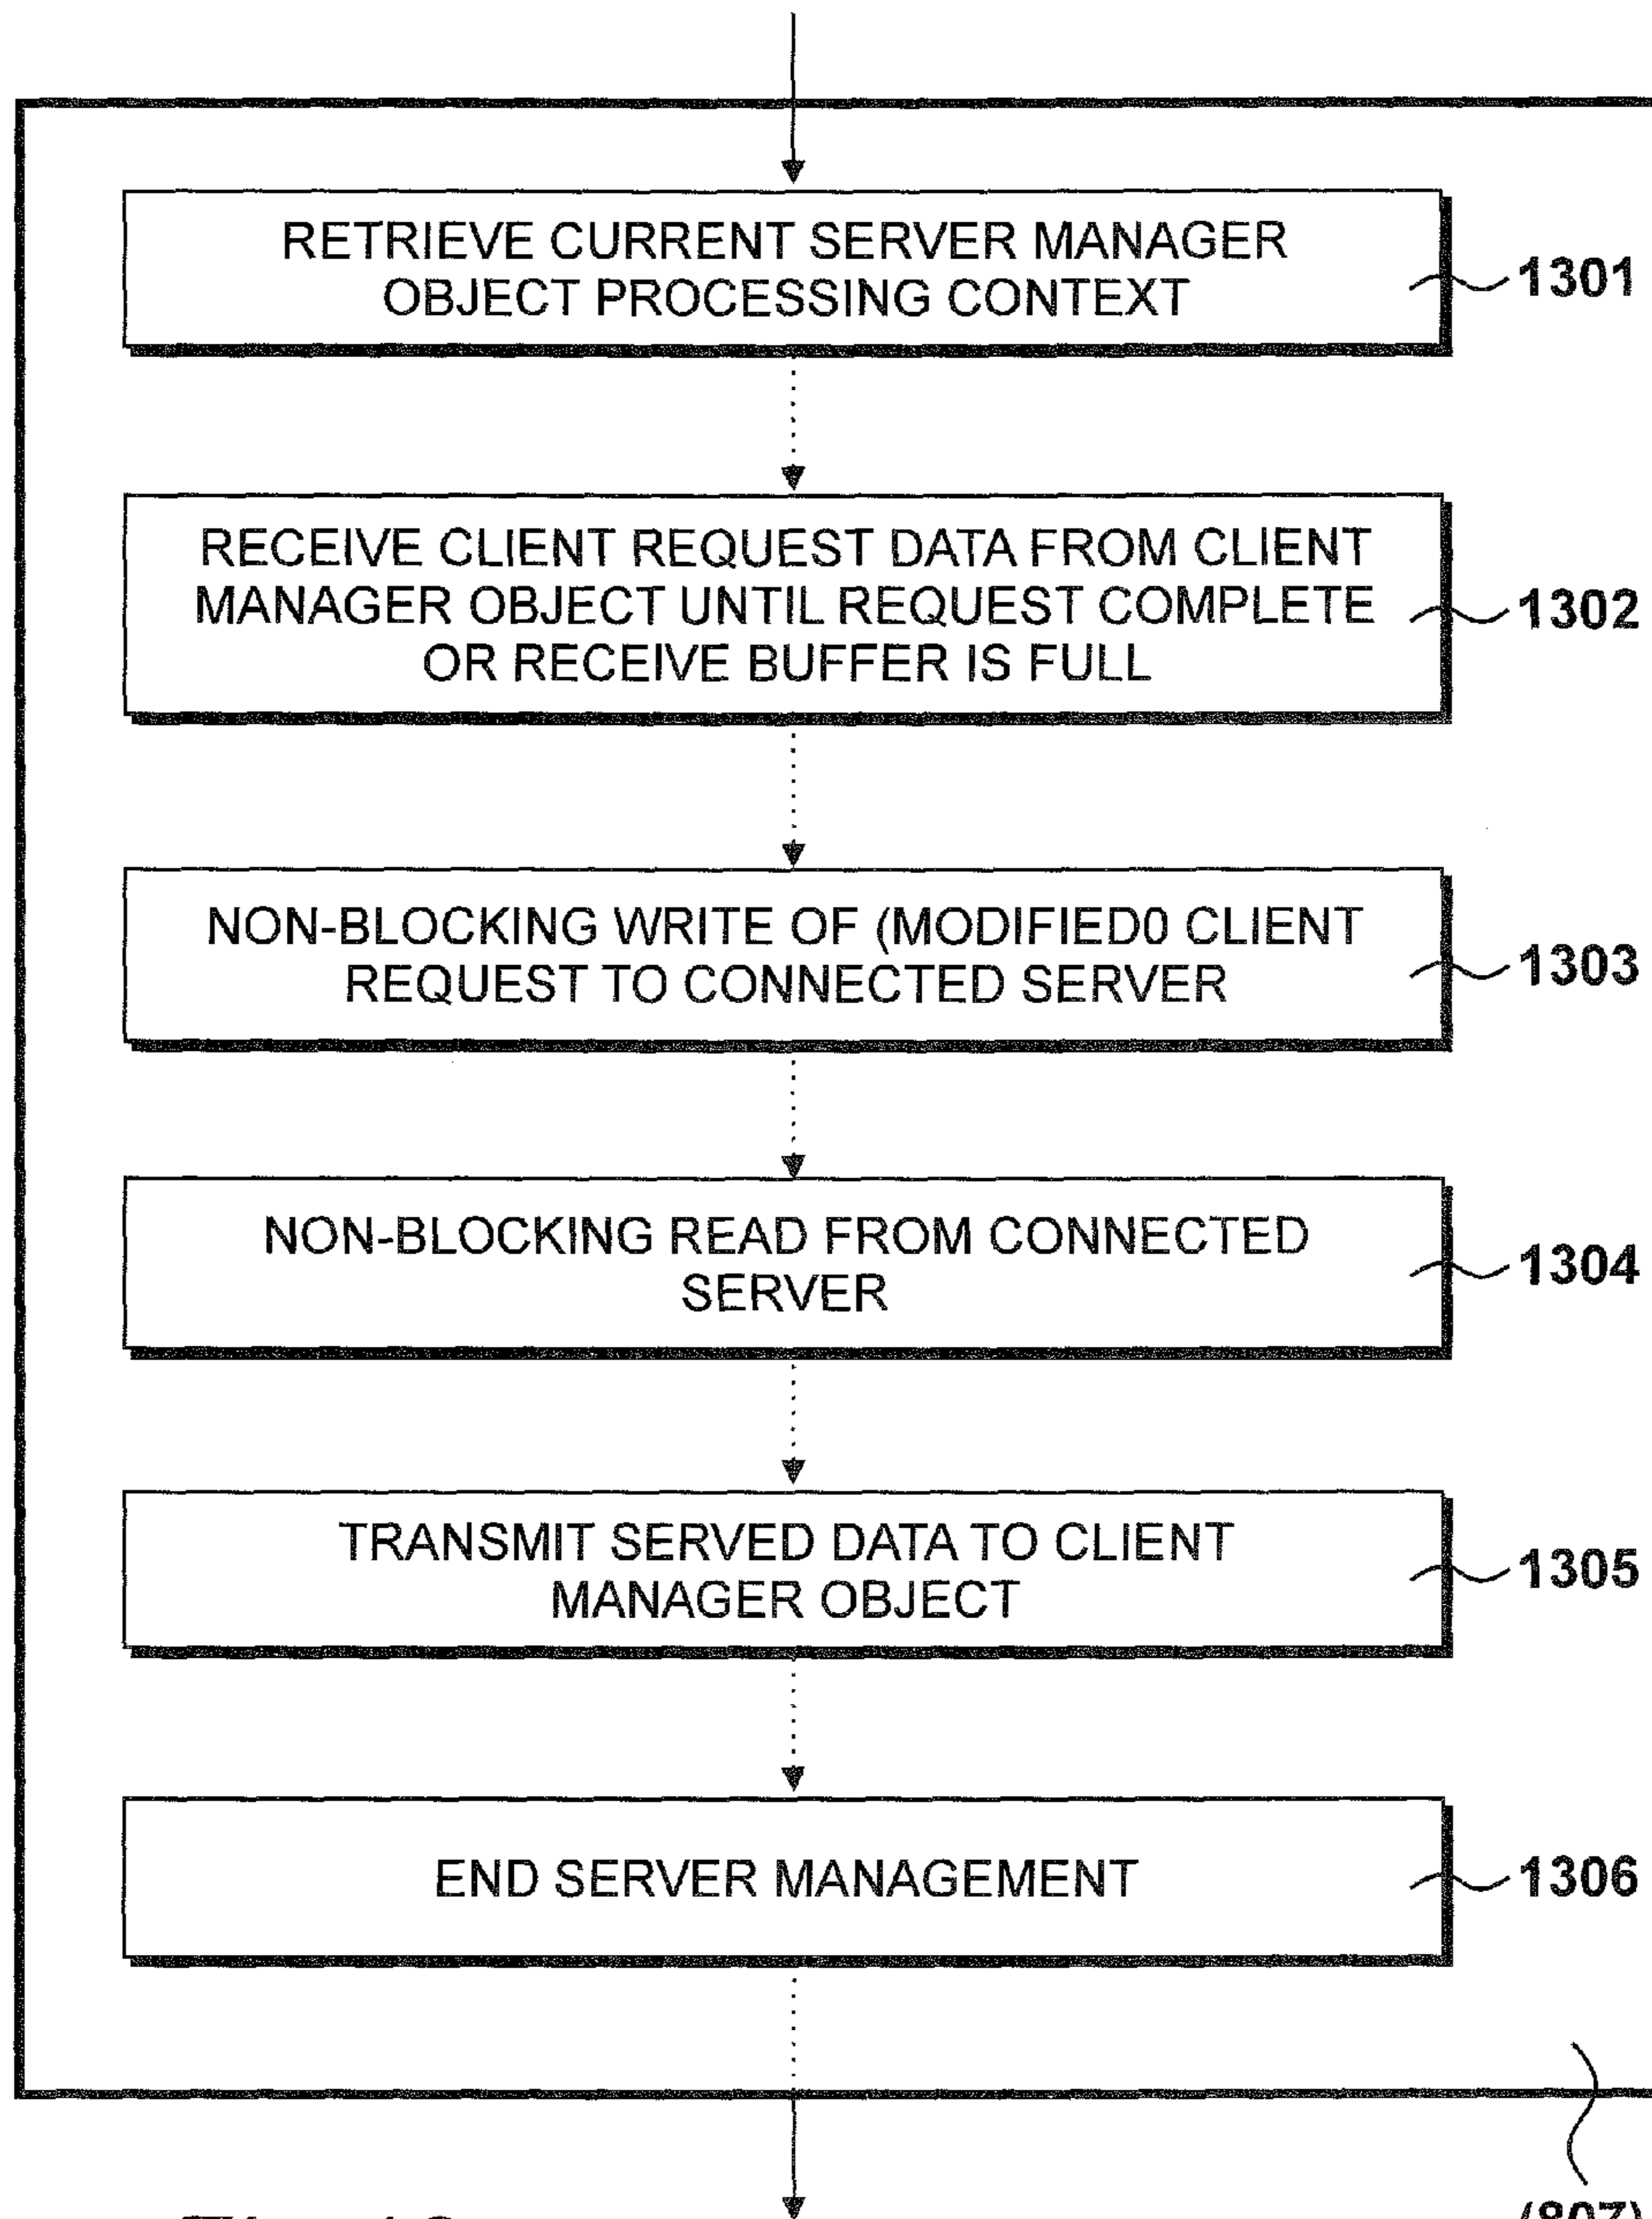 RETRIEVE CURRENT SERVER MANAGER
OBJECT PROCESSING CONTEXT
1301
RECEIVE CLIENT REQUEST DATA FROM CLIENT
MANAGER OBJECT UNTIL REQUEST COMPLETE
OR RECEIVE BUFFER IS FULL
1302
NON-BLOCKING WRITE OF (MODIFIED0 CLIENT
REQUEST TO CONNECTED SERVER
1303
NON-BLOCKING READ FROM CONNECTED
SERVER
1304
TRANSMIT SERVED DATA TO CLIENT
MANAGER OBJECT
1305
END SERVER MANAGEMENT
1306
(807)